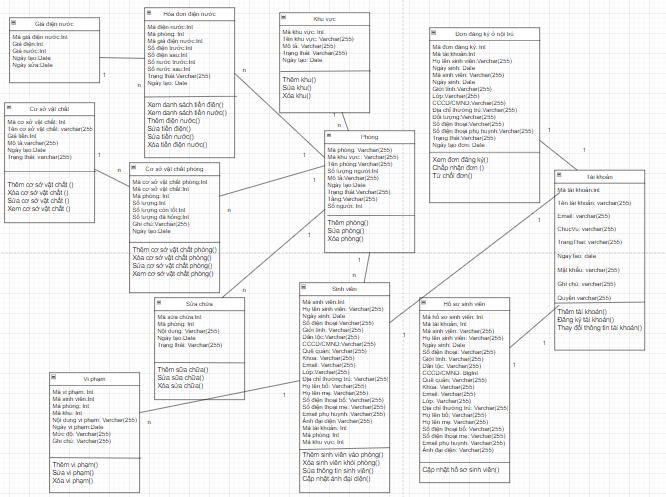 Giá điện nước
Mã giá điện nước:Int
Giá điện:Int
Giá nước:Int
Ngày tạo:Date
Ngày sửa:Date
Hóa đơn điện nước
Mã điện nước:Int
Mã phòng: Int
Mã giá điện nước:Int
Số điện trước:Int
Số điện sau:Int
Số nước trước:Int
Số nước sau:Int
Trạng thái:Varchar(255)
Ngày tạo: Date
Xem danh sách tiền điện()
Xem danh sách tiền nước()
Thêm điện nước()
Sửa tiền điện()
Sửa tiền nước()
Xóa tiền điện nước()
Khu vực
Mã khu vực: Int
Tên khu vực: Varchar(255)
Mô tả: Varchar(255)
Trạng thái: Varchar(255)
Ngày tạo: Date
Thêm khu()
Sửa khu()
Xóa khu()
Đơn đăng ký ở nội trú
Mã đơn đăng ký: Int
Mã tài khoản:Int
Họ tên sinh viên:Varchar(255)
Ngày sinh: Date
Mã sinh viên: Varchar(255)
Ngày sinh: Date
Giới tính:Varchar(255)
Lớp:Varchar(255)
CCCD/CMND:Varchar(255)
Địa chỉ thường trú:Varchar(255)
Đối lượng:Varchar(255)
Số điện thoại:Varchar(255)
Số điện thoại phụ huynh:Varchar(255)
Trạng thái: Varchar(255)
Ngày tạo đơn: Date
Xem đơn đăng ký()
Chấp nhận đơn ()
Từ chối đơn()
Cơ sở vật chất
Mã cơ sở vật chất: Int
Tên cơ sở vật chất: varchar(255
Giá tiền:Int
Mô tả:varchar(255)
Ngày tạo:Date
Trạng thái: varchar(255)
Thêm cơ sở vật chất ()
Xóa cơ sở vật chất ()
Sửa cơ sở vật chất ()
Xem cơ sở vật chất ()
Cơ sở vật chất phòng
Mã cơ sở vật chất phòng:Int
Mã cơ sở vật chất:Int
Mã phòng: Int
Số lượng:Int
Số lượng còn tốt:Int
Số lượng đã hỏng:Int
Ghi chú:Varchar(255)
Ngày tạo:Date
Thêm cơ sở vật chất phòng()
Xóa cơ sở vật chất phòng()
Sửa cơ sở vật chất phòng()
Xem cơ sở vật chất phòng()
Phòng
Mã phòng: Varchar(255)
Mã khu vực:: Varchar(255)
Tên phòng: Varchar(255)
Số lượng người:Int
Mô tả:Varchar(255)
Ngày tạo:Date
Trạng thái:Varchar(255)
Tầng:Varchar(255)
Số người: Int
Thêm phòng()
Sửa phòng()
Xóa phòng()
Tài khoản
Mã tài khoản:Int
Tên tài khoản: varchar(255)
Email: varchar(255)
ChucVu: varchar(255)
TrangThai: varchar(255)
Ngày tạo: date
Mật khẩu: varchar(255)
Ghi chú: varchar(255)
Quyền varchar(255)
Thêm tài khoản()
Đăng ký tài khoản()
Thay đổi thông tin tài khoản()
Sửa chữa
Mã sửa chữa:Int
Mã phòng: Int
Nội dung: Varchar(255)
Ngày tạo:Date
Trạng thái: Varchar(255)
Thêm sữa chữa()
Sửa sữa chữa()
Xóa sửa chữa()
Sinh viên
Mã sinh viên:Int
Họ tên sinh viên: Varchar(255)
Ngày sinh: Date
Số điện thoại:Varchar(255)
Giới tính: Varchar(255)
Dân tộc: Varchar(255)
CCCD/CMND:Varchar(255)
Quê quán: Varchar(255)
Khoa: Varchar(255)
Email: Varchar(255)
Lớp:Varchar(255)
Địa chỉ thường trú: Varchar(255)
Họ tên bố: Varchar(255)
Họ tên mẹ: Varchar(255)
Số điện thoại bố: Varchar(255)
Số điện thoại mẹ: Varchar(255)
Email phụ huynh: Varchar(255)
Ảnh đại diện: Varchar(255)
Mã tài khoản: Int
Mã phòng: Int
Mã khu vực: Int
Thêm sinh viên vào phòng()
Xóa sinh viên khỏi phòng()
Sửa thông tin sinh viên()
Cập nhật ảnh đại diện()
Hồ sơ sinh viên
Mã hồ sơ sinh viên: Int
Mã tài khoản; Int
Mã sinh viên: Varchar(255)
Họ tên sinh viên: Varchar(255)
Ngày sinh: Date
Số điện thoại: Varchar(255)
Giới tính: Varchar(255)
Dân tộc: Varchar(255)
CCCD/CMND: BigInt
Quê quán: Varchar(255)
Khoa: Varchar(255)
Email: Varchar(255)
Lớp: Varchar(255)
Địa chỉ thường trú: Varchar(255)
Họ tên bố: Varchar(255)
Họ tên mẹ: Varchar(255)
Số điện thoại bố: Varchar(255)
Số điện thoại mẹ: Varchar(255)
Email phụ huynh: Varchar(255)
Ảnh đại diện: Varchar(255)
Cập nhật hồ sơ sinh viên()
Vi phạm
Mã vi phạm: Int
Mã sinh viên:Int
Mã phòng: Int
Mã khu: Int
Nội dung vi phạm: Varchar(255)
Ngày vi phạm:Date
Mức độ: Varchar(255)
Ghi chú: Varchar(255)
Thêm vi phạm()
Sửa vi phạm()
Xóa vi phạm()